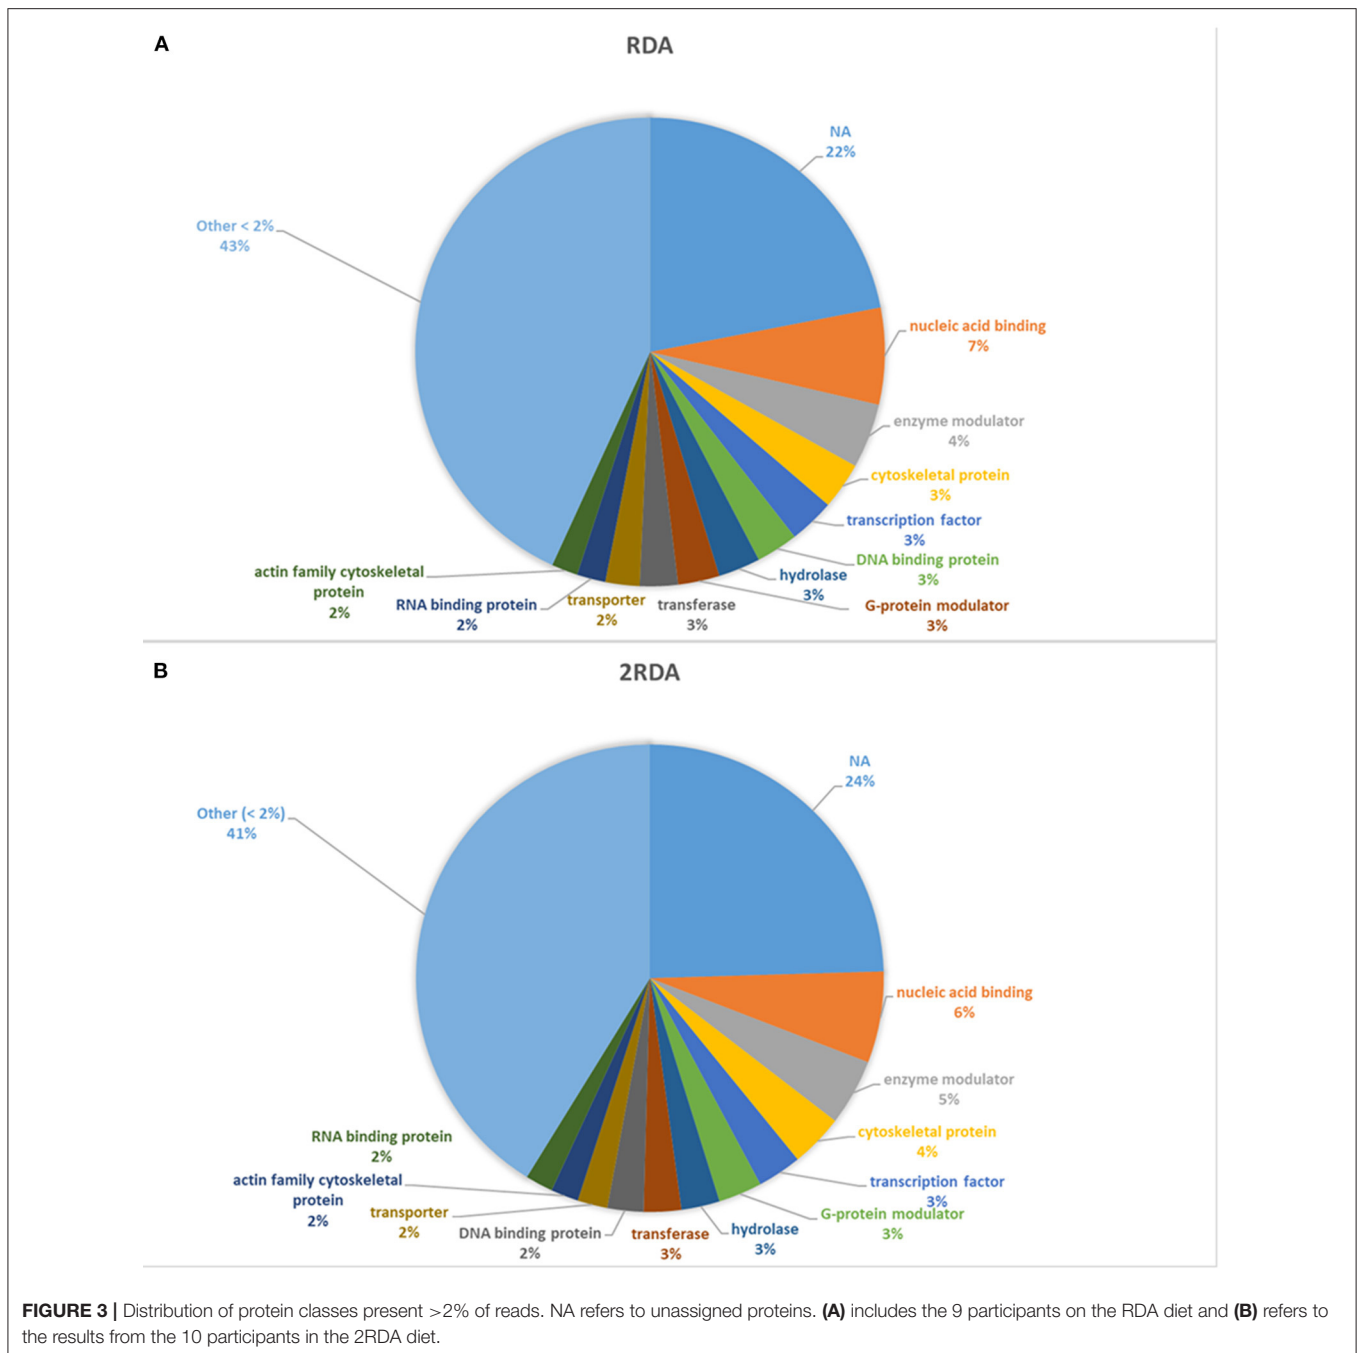 A
RDA
NA
22%
Other < 2%
43%
nucleic acid binding
7%
enzyme modulator
4%
cytoskeletal protein
3%
transcription factor
3%
DNA binding protein
3%
hydrolase
3%
G-protein modulator
3%
transferase
3%
transporter
2%
RNA binding protein
2%
actin family cytoskeletal
protein
2%
B
2RDA
NA
24%
Other (< 2%)
41%
nucleic acid binding
6%
enzyme modulator
5%
cytoskeletal protein
4%
transcription factor
3%
G-protein modulator
3%
hydrolase
3%
transferase
3%
DNA binding protein
2%
transporter
2%
actin family cytoskeletal
protein
2%
RNA binding protein
2%
FIGURE 3 | Distribution of protein classes present >2% of reads. NA refers to unassigned proteins. (A) includes the 9 participants on the RDA diet and (B) refers to
the results from the 10 participants in the 2RDA diet.